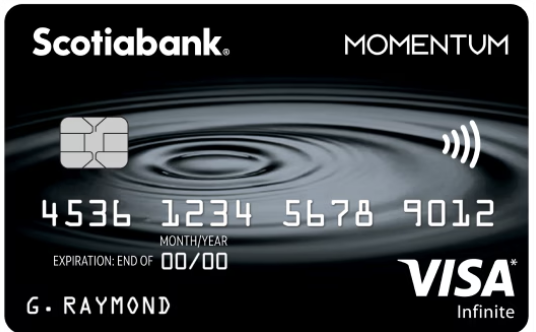 Scotiabank®
MOMENTUM
4536 1234 5678 9012
MONTH/YEAR
EXPIRATION: END OF 00/00
VISA*
Infinite
G. RAYMOND